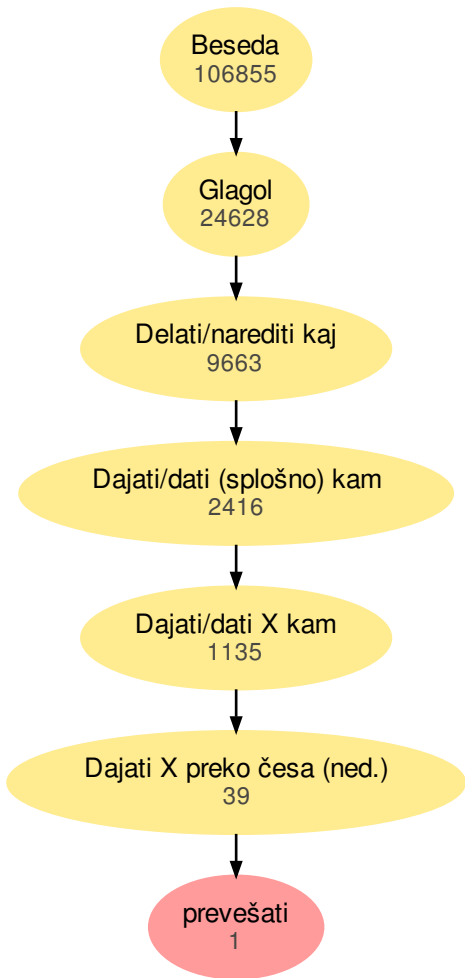 Beseda
106855
Glagol
24628
Delati/narediti kaj
9663
Dajati/dati (splošno) kam
2416
Dajati/dati X kam
1135
Dajati X preko česa (ned.)
39
prevešati
1